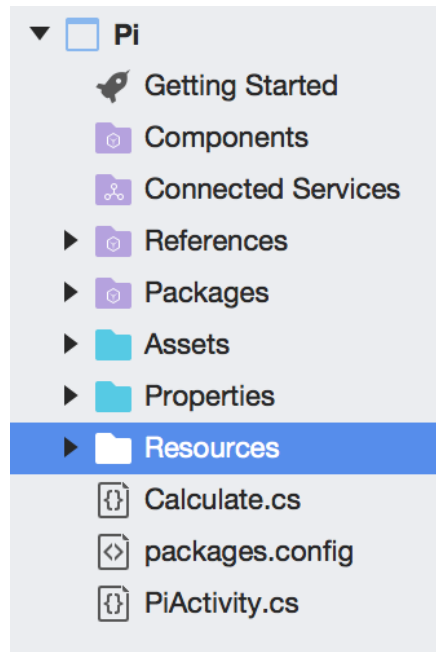 Pi
Getting Started
Components
Connected Services
References
Packages
Assets
Properties
Resources
Calculate.cs
packages.config
PiActivity.cs